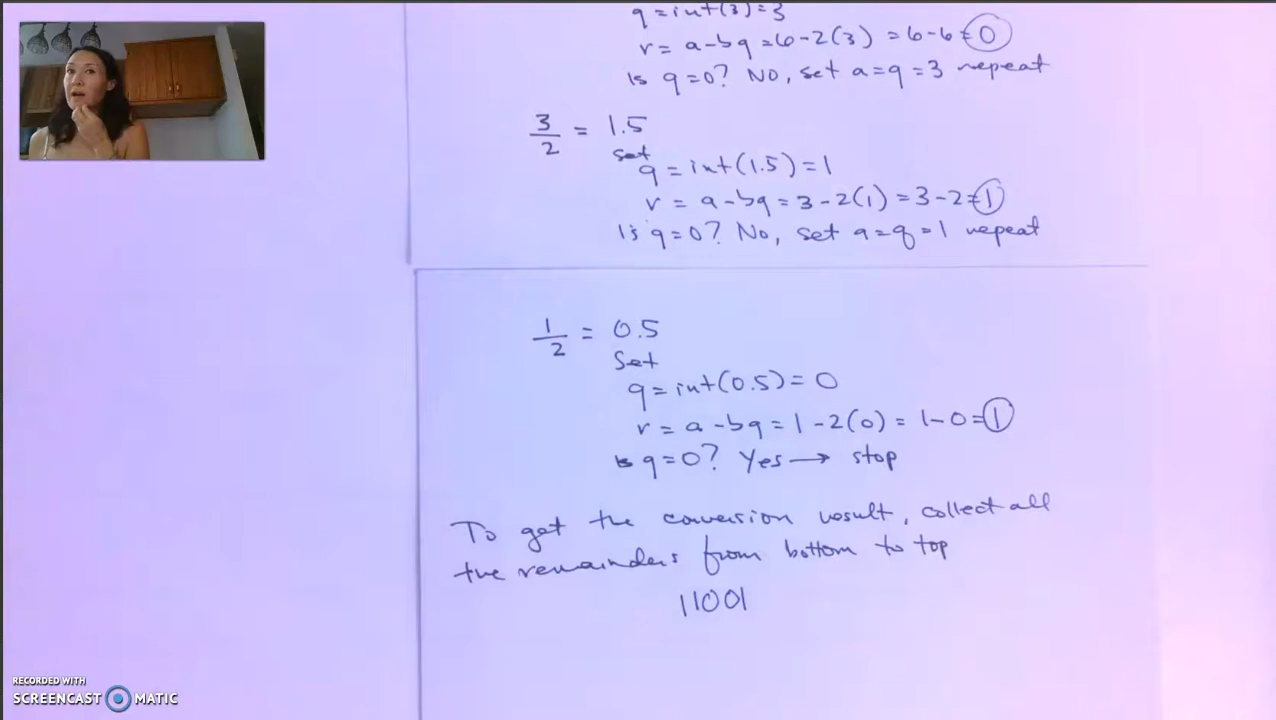 q = int(3) = 3
r = a - bq = 6 - 2(3) = 6 - 6 = 0
Is q = 0? No, set a = q = 3 repeat
3/2 = 1.5
set
q = int(1.5) = 1
r = a - bq = 3 - 2(1) = 3 - 2 = 1
Is q = 0? No, set a = q = 1 repeat
1/2 = 0.5
Set
q = int(0.5) = 0
r = a - bq = 1 - 2(0) = 1 - 0 = 1
Is q = 0? Yes → stop
To get the conversion result, collect all
the remainders from bottom to top
11001
RECORDED WITH
SCREENCAST MATIC